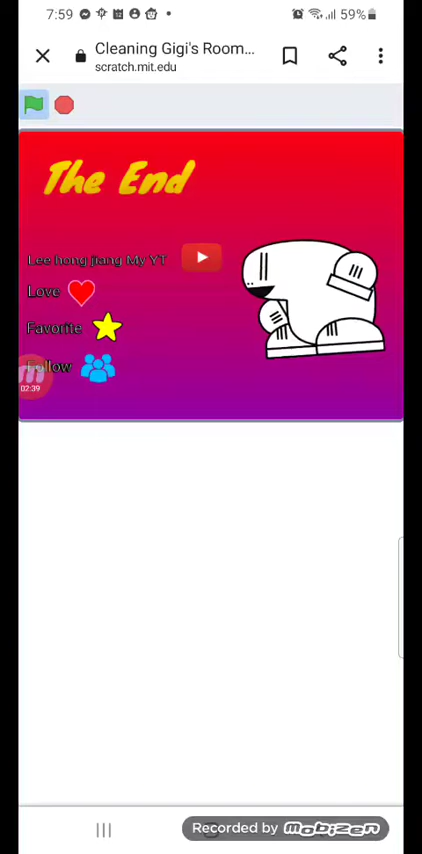 7:59
59%
Cleaning Gigi's Room...
scratch.mit.edu
The End
Lee hong jiang My YT
Love
Favorite
Follow
02:39
Recorded by mobizen